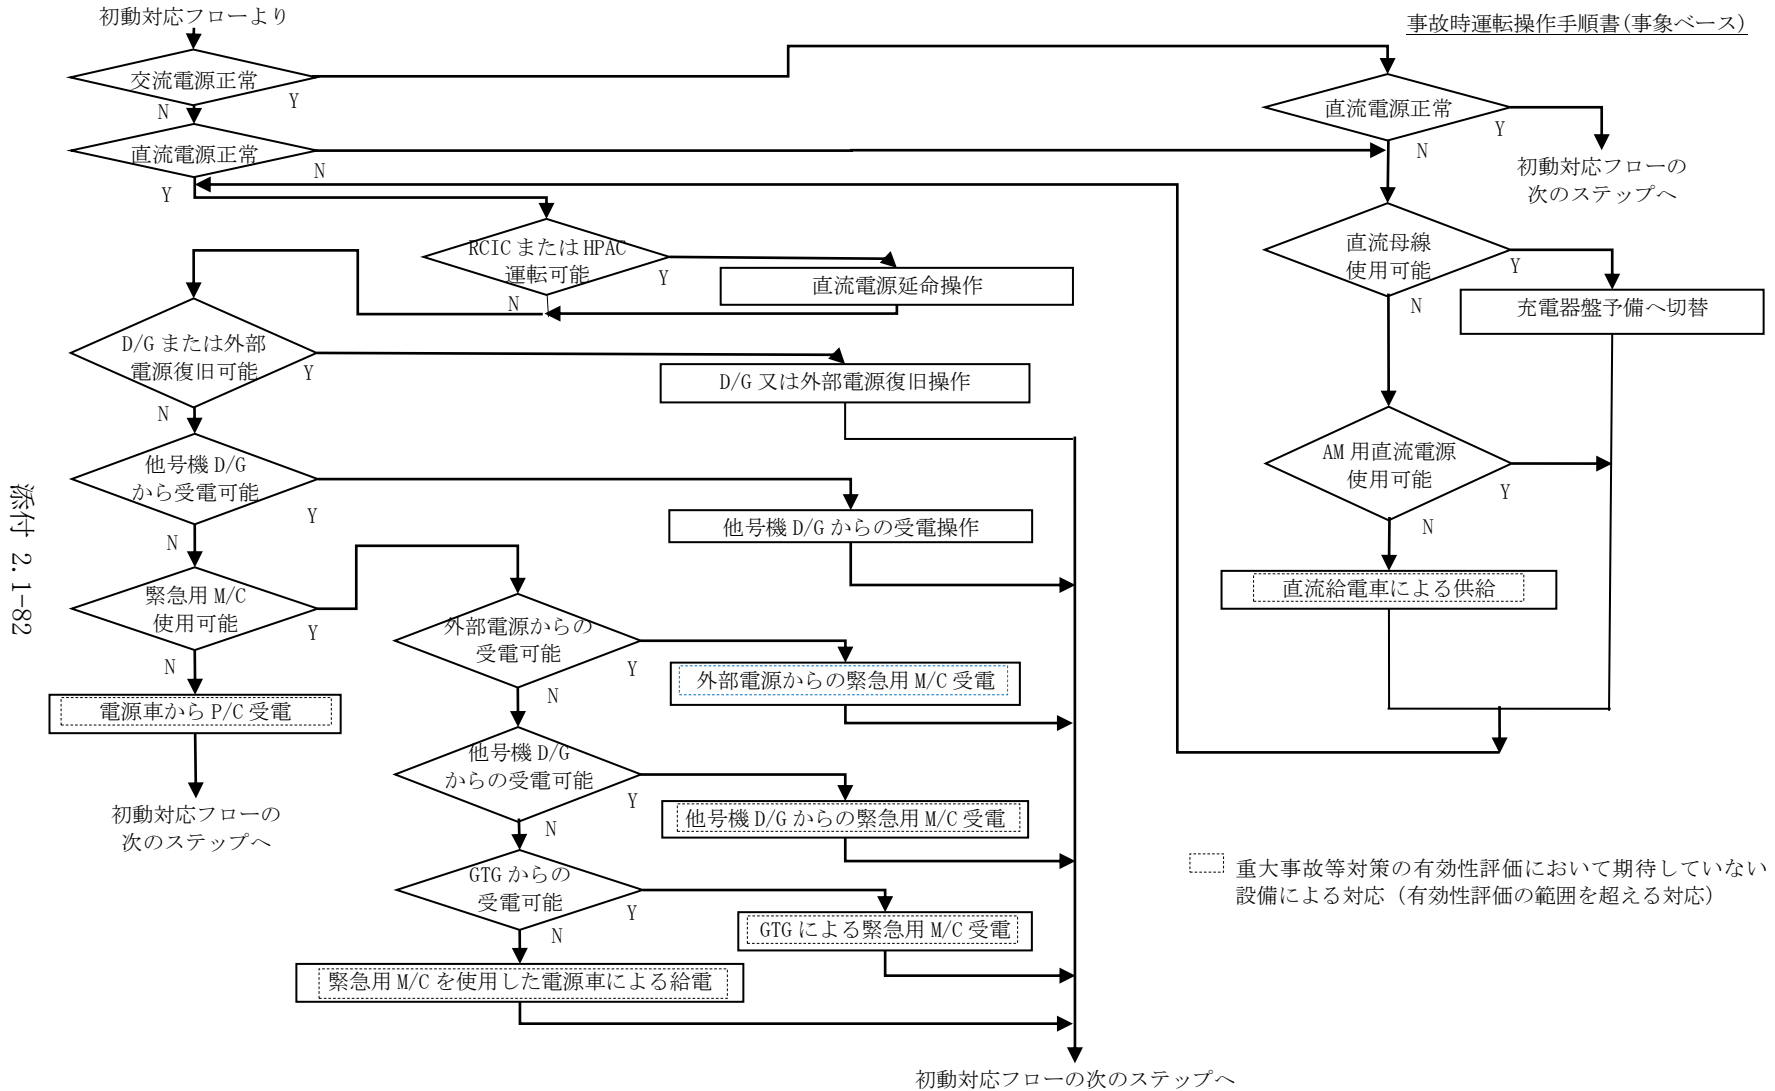 初動対応フローより
事故時運転操作手順書(事象ベース)
交流電源正常
Y
N
直流電源正常
N
Y
直流電源正常
Y
N
初動対応フローの
次のステップへ
RCIC または HPAC
運転可能
Y
N
直流電源延命操作
直流母線
使用可能
Y
N
充電器盤予備へ切替
D/G または外部
電源復旧可能
Y
N
D/G 又は外部電源復旧操作
AM 用直流電源
使用可能
Y
N
他号機 D/G
から受電可能
Y
N
他号機 D/G からの受電操作
直流給電車による供給
緊急用 M/C
使用可能
Y
N
電源車から P/C 受電
初動対応フローの
次のステップへ
外部電源からの
受電可能
Y
N
外部電源からの緊急用 M/C 受電
他号機 D/G
からの受電可能
Y
N
他号機 D/G からの緊急用 M/C 受電
GTG からの
受電可能
Y
N
GTG による緊急用 M/C 受電
緊急用 M/C を使用した電源車による給電
初動対応フローの次のステップへ
重大事故等対策の有効性評価において期待していない
設備による対応（有効性評価の範囲を超える対応）
添付 2.1-82